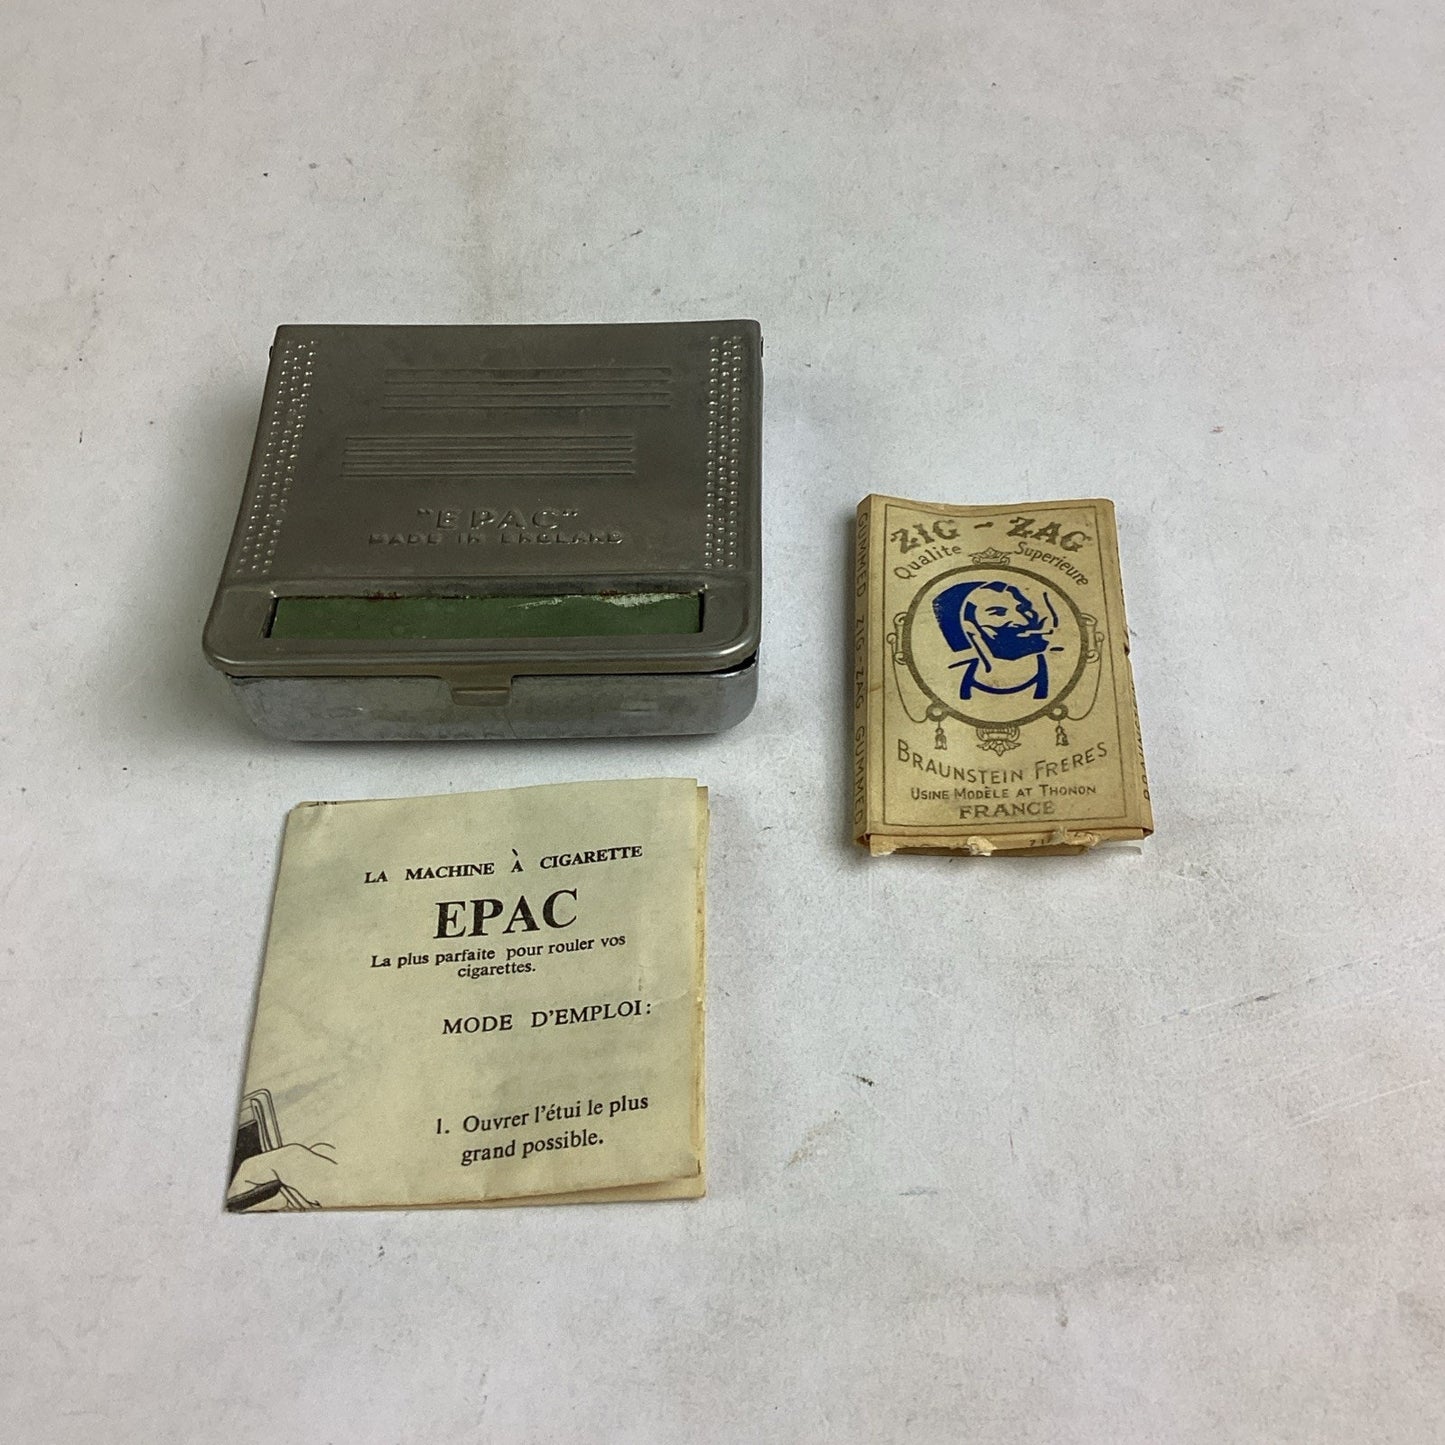 "EPAC"
MADE IN ENGLAND
ZIG - ZAG
Qualite Superieure
BRAUNSTEIN FRERES
USINE MODÈLE AT THONON
FRANCE
GUMMED ZIG-ZAG GUMMED
LA MACHINE À CIGARETTE
EPAC
La plus parfaite pour rouler vos
cigarettes.
MODE D'EMPLOI:
1. Ouvrer l'étui le plus
grand possible.